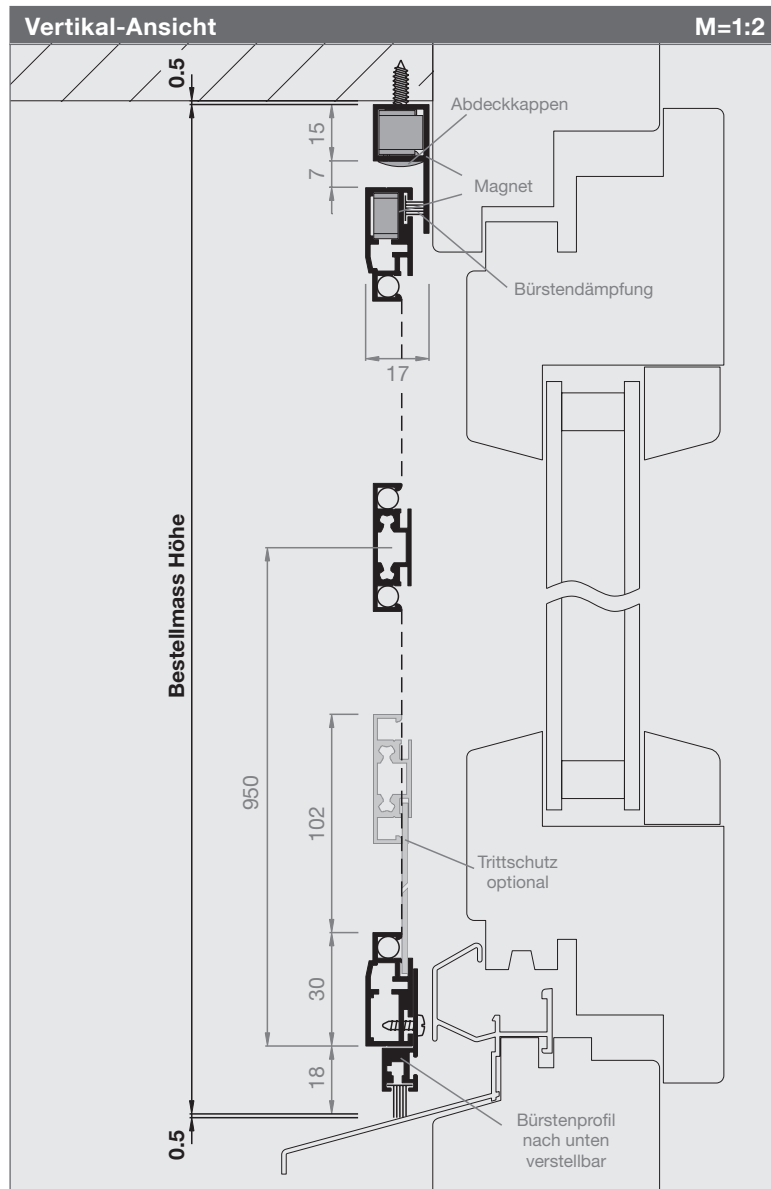 Vertikal-Ansicht M=1:2
0.5
Abdeckkappen
15
7
Magnet
Bürstendämpfung
17
Bestellmass Höhe
950
102
Trittschutz
optional
30
18
Bürstenprofil
nach unten
verstellbar
0.5